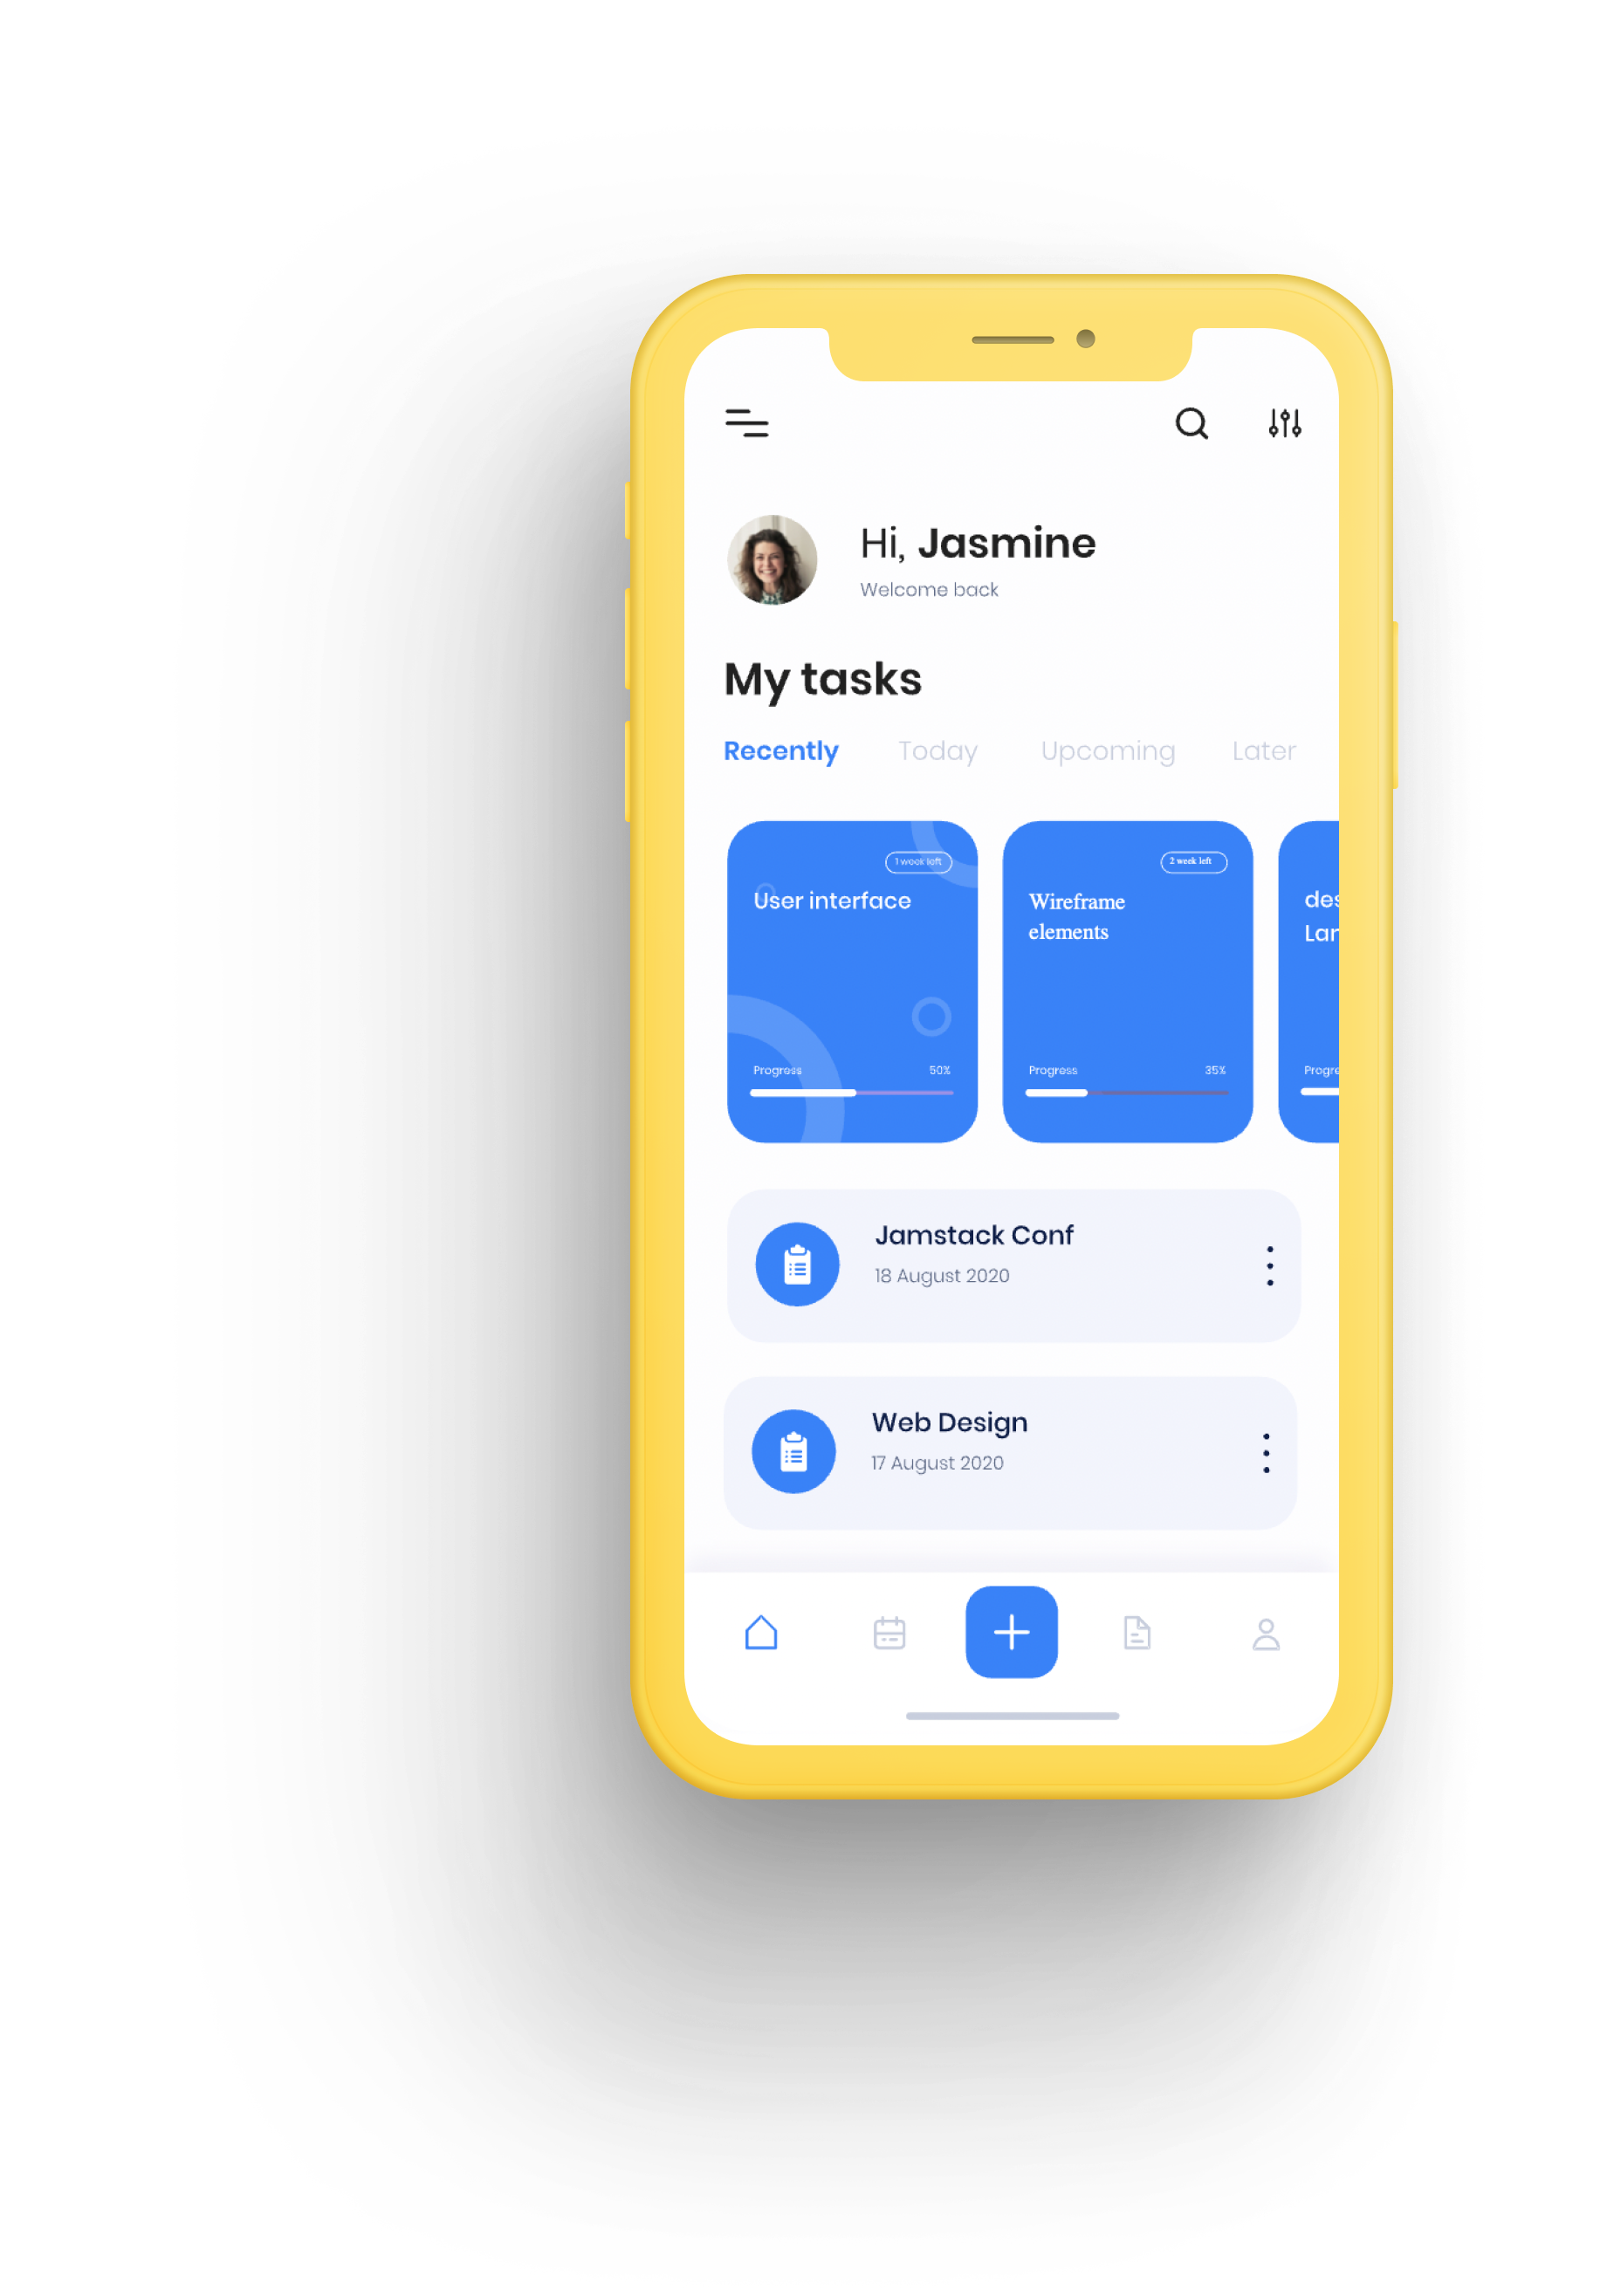 Hi, Jasmine
Welcome back
My tasks
Recently Today Upcoming Later
1 week left
User interface
Progress 50%
2 week left
Wireframe
elements
Progress 35%
des
Lar
Progre
Jamstack Conf
18 August 2020
Web Design
17 August 2020